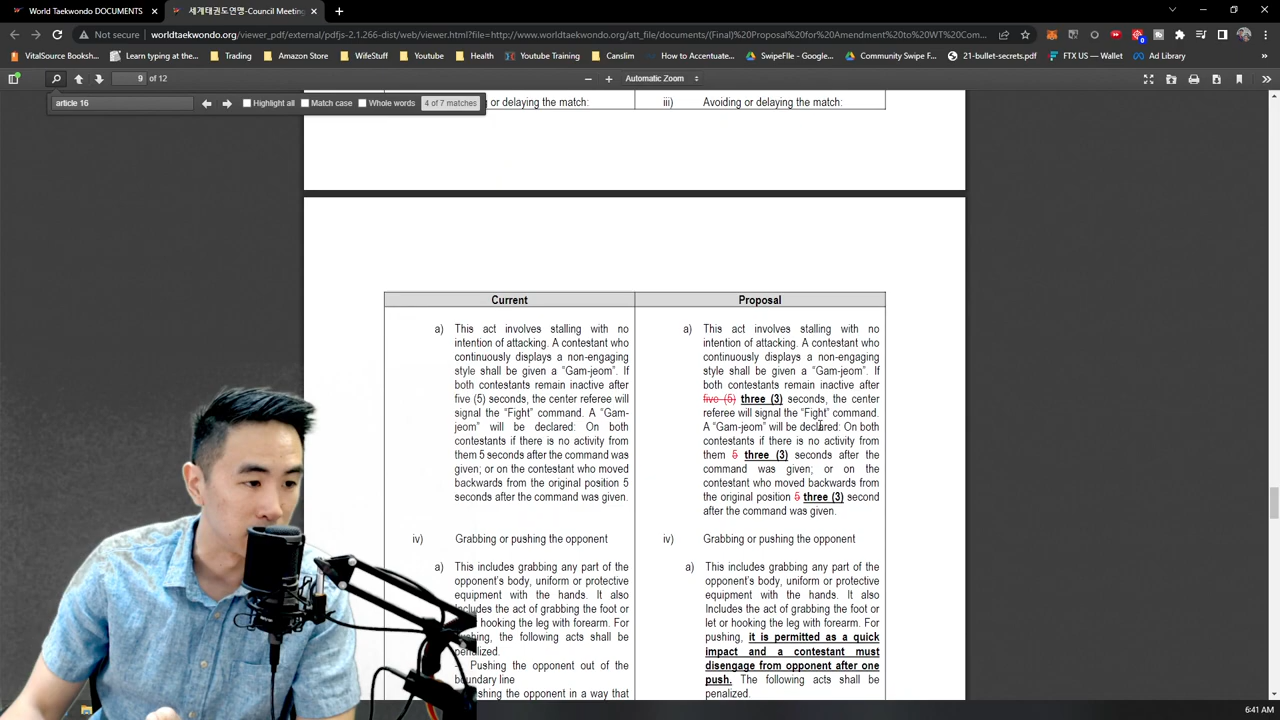 World Taekwondo DOCUMENTS
세계태권도연맹-Council Meeting
Not secure
worldtaekwondo.org/viewer_pdf/external/pdfjs-2.1.266-dist/web/viewer.html?file=http://www.worldtaekwondo.org/att_file/documents/(Final)%20Proposal%20for%20Amendment%20to%20WT%20Com...
VitalSource Home
Learn typing at self...
Trading
Amazon
WifeStuff
Youtube
Health
SwipeFlle - Google...
Canslim
Community Swipe F...
21-bullet-secrets.pdf
FTX US — Wallet
Ad Library
9 of 12
Automatic Zoom
article 16
Highlight all
Match case
Whole words
4 of 7 matches
g or delaying the match:
iii) Avoiding or delaying the match:
Current
Proposal
a) This act involves stalling with no
intention of attacking. A contestant who
continuously displays a non-engaging
style shall be given a “Gam-jeom”. If
both contestants remain inactive after
five (5) seconds, the center referee will
signal the “Fight” command. A “Gam-
jeom” will be declared: On both
contestants if there is no activity from
them 5 seconds after the command was
given; or on the contestant who moved
backwards from the original position 5
seconds after the command was given.
iv) Grabbing or pushing the opponent
a) This includes grabbing any part of the
opponent's body, uniform or protective
equipment with the hands. It also
includes the act of grabbing the foot or
hooking the leg with forearm. For
pushing, the following acts shall be
penalized.
- Pushing the opponent out of the
boundary line
pushing the opponent in a way that
a) This act involves stalling with no
intention of attacking. A contestant who
continuously displays a non-engaging
style shall be given a “Gam-jeom”. If
both contestants remain inactive after
five (5) three (3) seconds, the center
referee will signal the “Fight” command.
A “Gam-jeom” will be declared: On both
contestants if there is no activity from
them 5 three (3) seconds after the
command was given; or on the
contestant who moved backwards from
the original position 5 three (3) second
after the command was given.
iv) Grabbing or pushing the opponent
a) This includes grabbing any part of the
opponent's body, uniform or protective
equipment with the hands. It also
Includes the act of grabbing the foot or
let or hooking the leg with forearm. For
pushing, it is permitted as a quick
impact and a contestant must
disengage from opponent after one
push. The following acts shall be
penalized.
6:41 AM